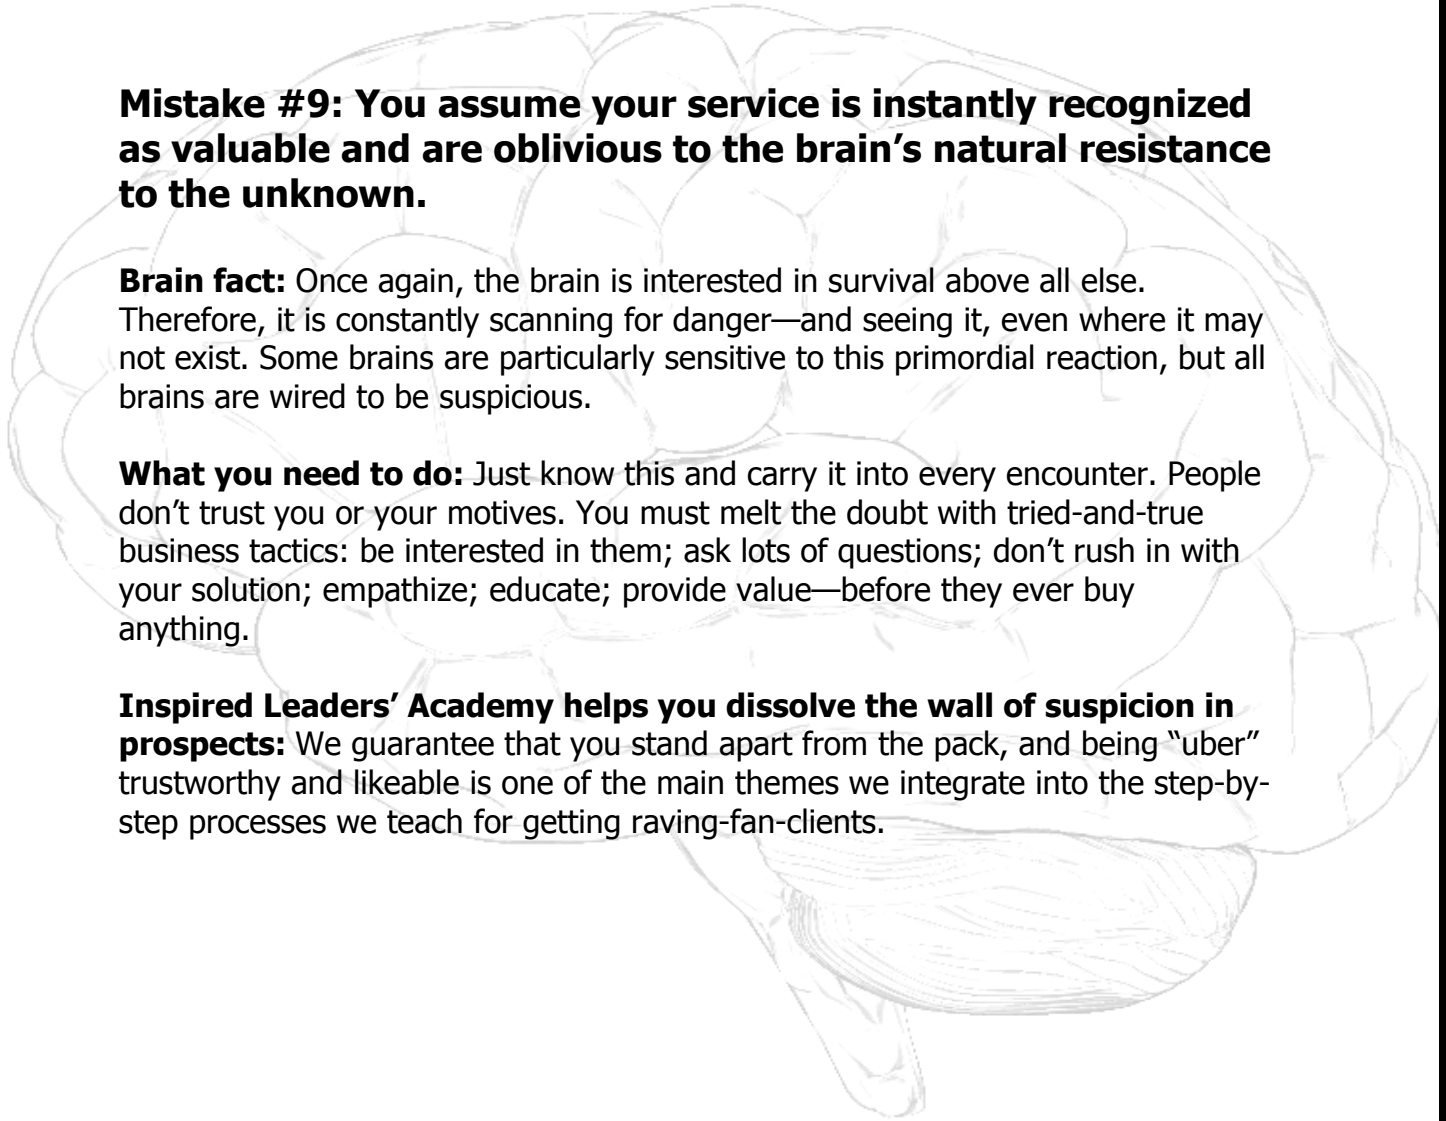 Mistake #9: You assume your service is instantly recognized
as valuable and are oblivious to the brain’s natural resistance
to the unknown.
Brain fact: Once again, the brain is interested in survival above all else.
Therefore, it is constantly scanning for danger—and seeing it, even where it may
not exist. Some brains are particularly sensitive to this primordial reaction, but all
brains are wired to be suspicious.
What you need to do: Just know this and carry it into every encounter. People
don’t trust you or your motives. You must melt the doubt with tried-and-true
business tactics: be interested in them; ask lots of questions; don’t rush in with
your solution; empathize; educate; provide value—before they ever buy
anything.
Inspired Leaders’ Academy helps you dissolve the wall of suspicion in
prospects: We guarantee that you stand apart from the pack, and being “uber”
trustworthy and likeable is one of the main themes we integrate into the step-by-
step processes we teach for getting raving-fan-clients.